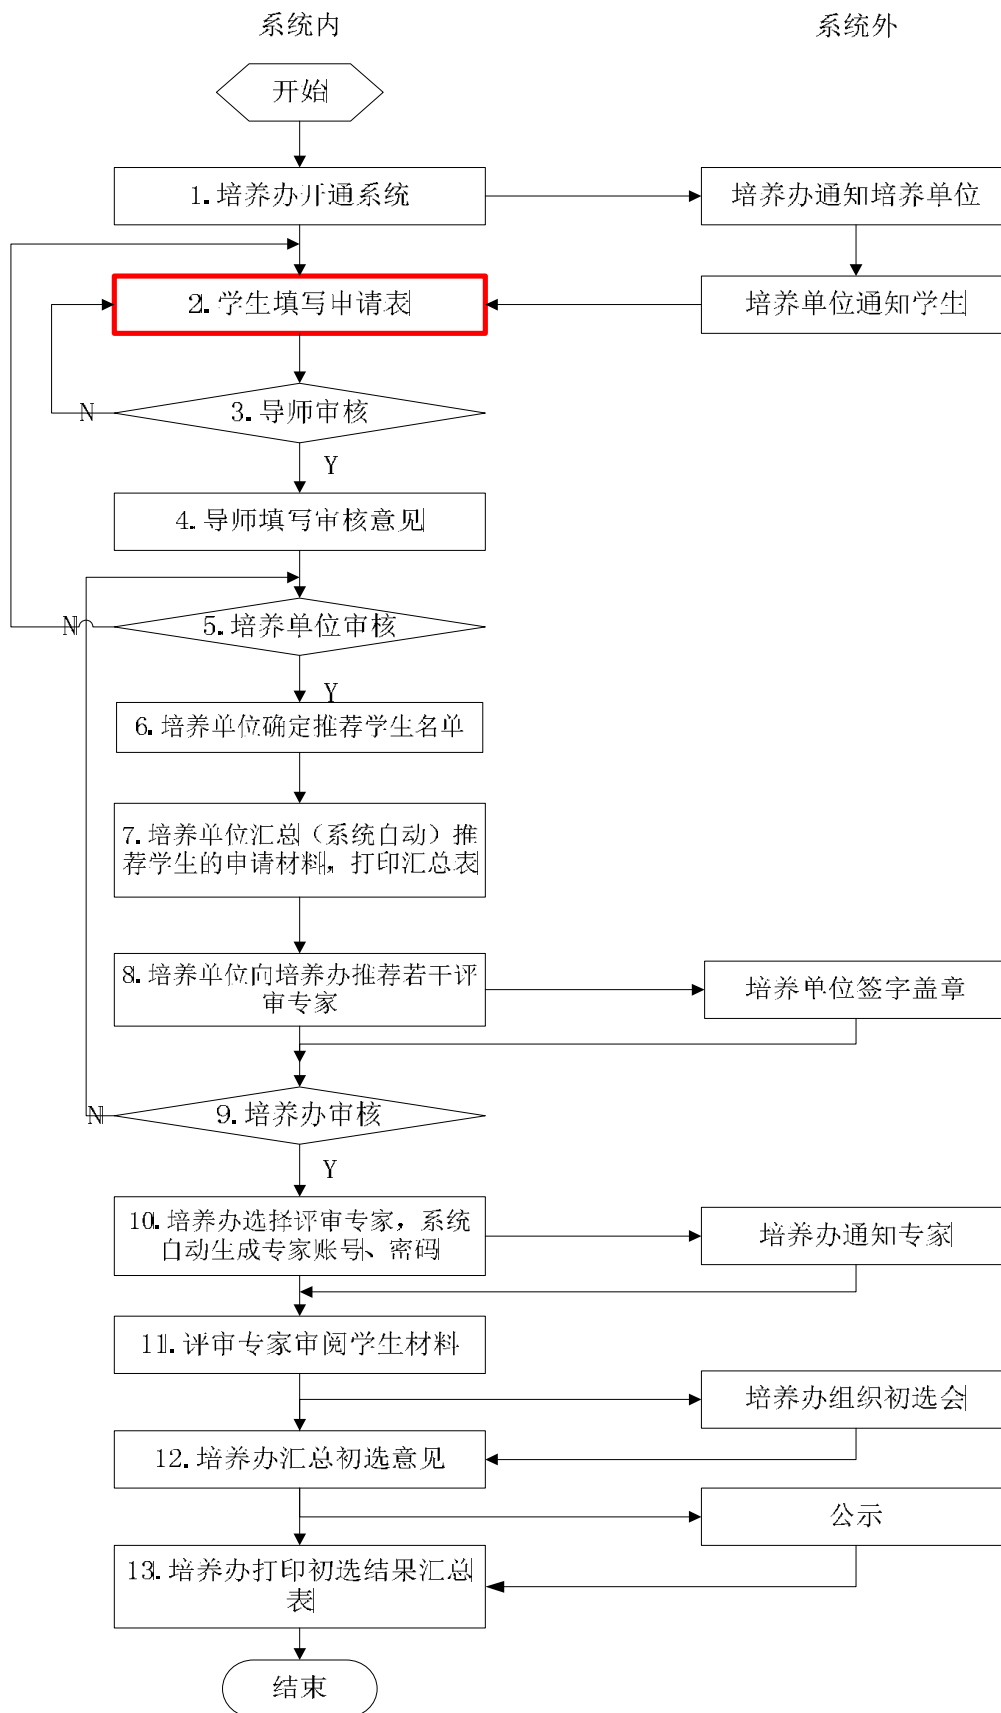 系统内
系统外
开始
1.培养办开通系统
培养办通知培养单位
2.学生填写申请表
培养单位通知学生
3.导师审核
N
Y
4.导师填写审核意见
5.培养单位审核
N
Y
6.培养单位确定推荐学生名单
7.培养单位汇总（系统自动）推
荐学生的申请材料，打印汇总表
8.培养单位向培养办推荐若干评
审专家
培养单位签字盖章
9.培养办审核
N
Y
10.培养办选择评审专家，系统
自动生成专家账号、密码
培养办通知专家
11.评审专家审阅学生材料
培养办组织初选会
12.培养办汇总初选意见
公示
13.培养办打印初选结果汇总
表
结束